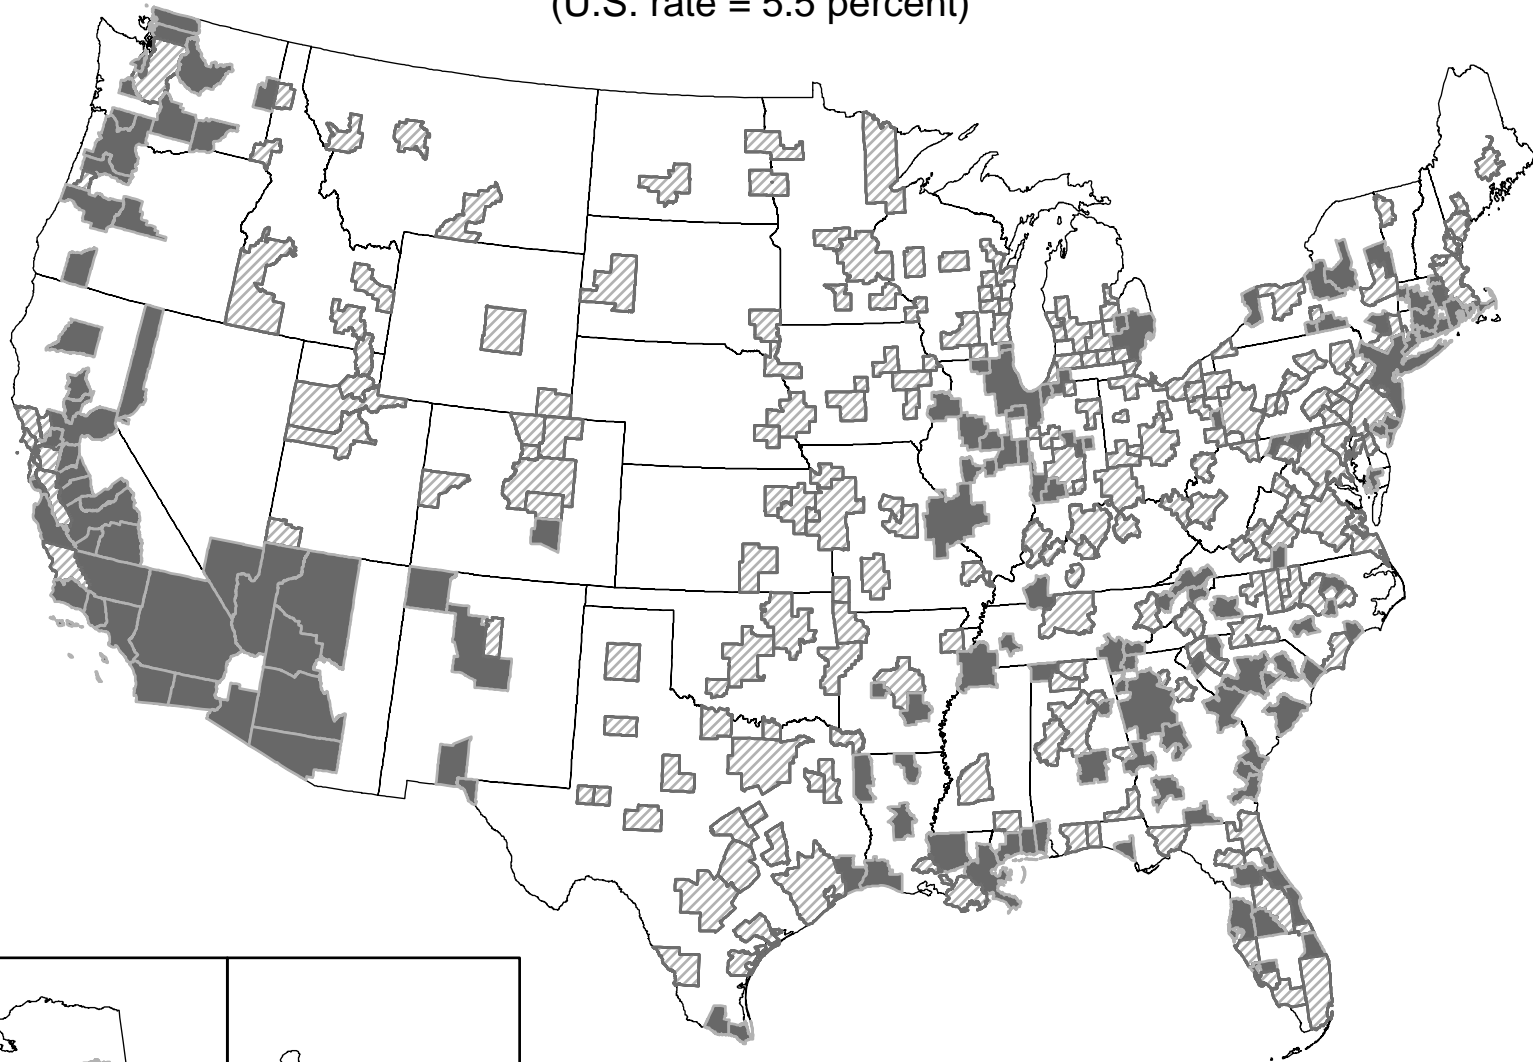 (U.S. rate = 5.5 percent)